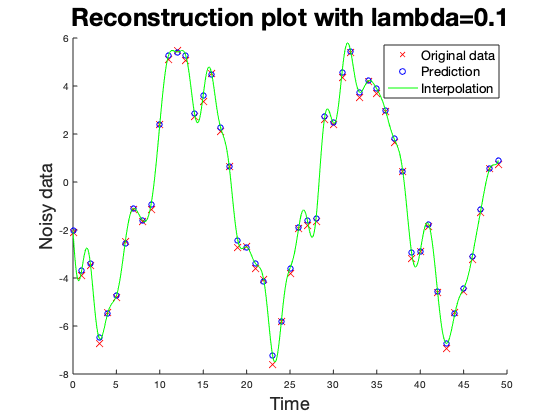 Reconstruction plot with lambda=0.1
Original data
Prediction
Interpolation
Noisy data
6
4
2
0
-2
-4
-6
-8
0 5 10 15 20 25 30 35 40 45 50
Time